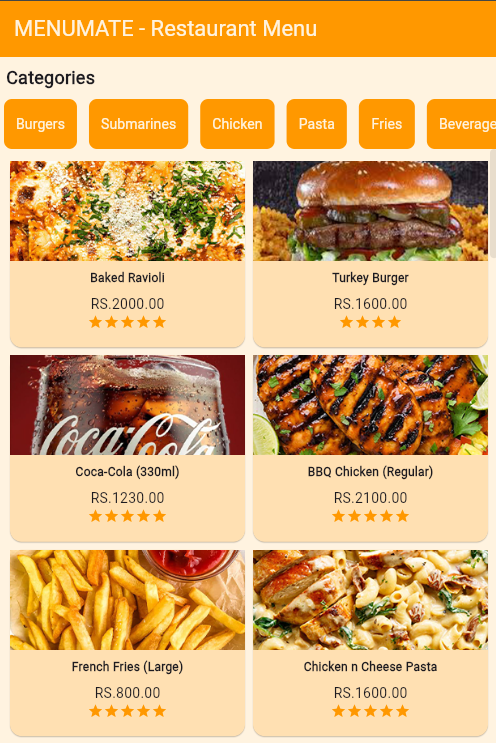 MENUMATE - Restaurant Menu
Categories
Burgers Submarines Chicken Pasta Fries Beverage
Baked Ravioli
RS.2000.00
Turkey Burger
RS.1600.00
Coca-Cola
Coca-Cola (330ml)
RS.1230.00
BBQ Chicken (Regular)
RS.2100.00
French Fries (Large)
RS.800.00
Chicken n Cheese Pasta
RS.1600.00